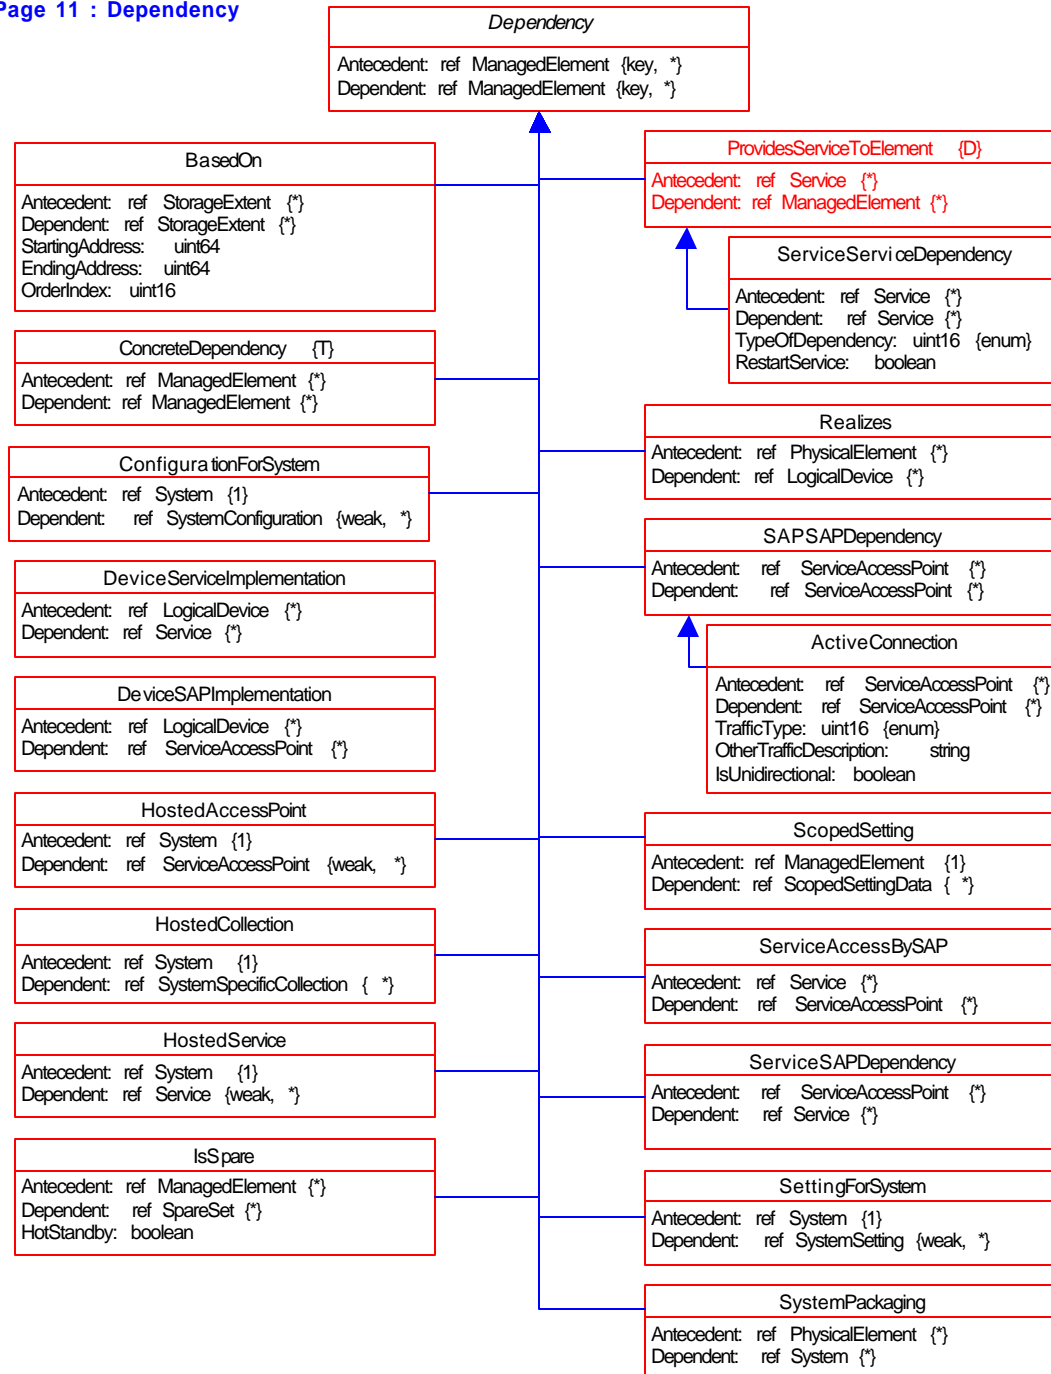 Page 11 : Dependency
Dependency
Antecedent: ref ManagedElement {key, *}
Dependent: ref ManagedElement {key, *}
BasedOn
Antecedent: ref StorageExtent {*}
Dependent: ref StorageExtent {*}
StartingAddress: uint64
EndingAddress: uint64
OrderIndex: uint16
ConcreteDependency {T}
Antecedent: ref ManagedElement {*}
Dependent: ref ManagedElement {*}
ConfigurationForSystem
Antecedent: ref System {1}
Dependent: ref SystemConfiguration {weak, *}
DeviceServiceImplementation
Antecedent: ref LogicalDevice {*}
Dependent: ref Service {*}
DeviceSAPImplementation
Antecedent: ref LogicalDevice {*}
Dependent: ref ServiceAccessPoint {*}
HostedAccessPoint
Antecedent: ref System {1}
Dependent: ref ServiceAccessPoint {weak, *}
HostedCollection
Antecedent: ref System {1}
Dependent: ref SystemSpecificCollection { *}
HostedService
Antecedent: ref System {1}
Dependent: ref Service {weak, *}
IsSpare
Antecedent: ref ManagedElement {*}
Dependent: ref SpareSet {*}
HotStandby: boolean
ProvidesServiceToElement {D}
Antecedent: ref Service {*}
Dependent: ref ManagedElement {*}
ServiceServiceDependency
Antecedent: ref Service {*}
Dependent: ref Service {*}
TypeOfDependency: uint16 {enum}
RestartService: boolean
Realizes
Antecedent: ref PhysicalElement {*}
Dependent: ref LogicalDevice {*}
SAPSAPDependency
Antecedent: ref ServiceAccessPoint {*}
Dependent: ref ServiceAccessPoint {*}
ActiveConnection
Antecedent: ref ServiceAccessPoint {*}
Dependent: ref ServiceAccessPoint {*}
TrafficType: uint16 {enum}
OtherTrafficDescription: string
IsUnidirectional: boolean
ScopedSetting
Antecedent: ref ManagedElement {1}
Dependent: ref ScopedSettingData { *}
ServiceAccessBySAP
Antecedent: ref Service {*}
Dependent: ref ServiceAccessPoint {*}
ServiceSAPDependency
Antecedent: ref ServiceAccessPoint {*}
Dependent: ref Service {*}
SettingForSystem
Antecedent: ref System {1}
Dependent: ref SystemSetting {weak, *}
SystemPackaging
Antecedent: ref PhysicalElement {*}
Dependent: ref System {*}